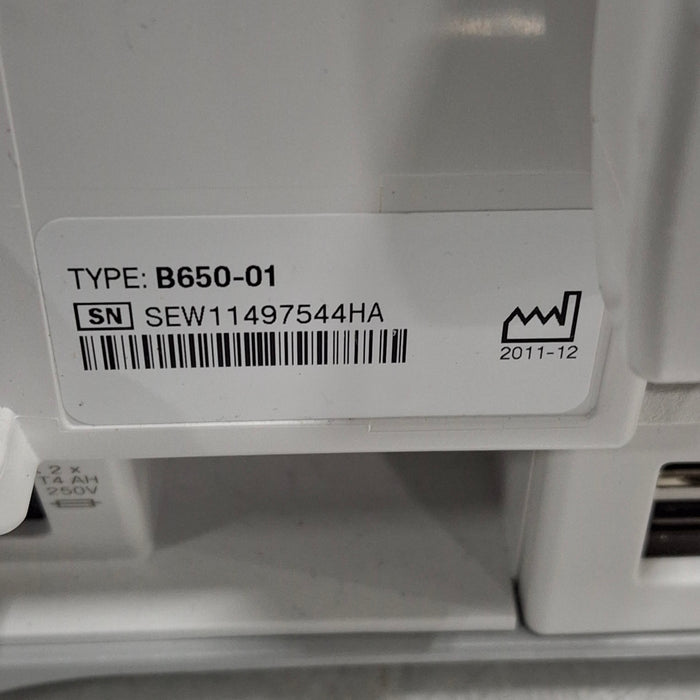 TYPE: B650-01
SN SEW11497544HA
2011-12
2 x
T4 AH
250V